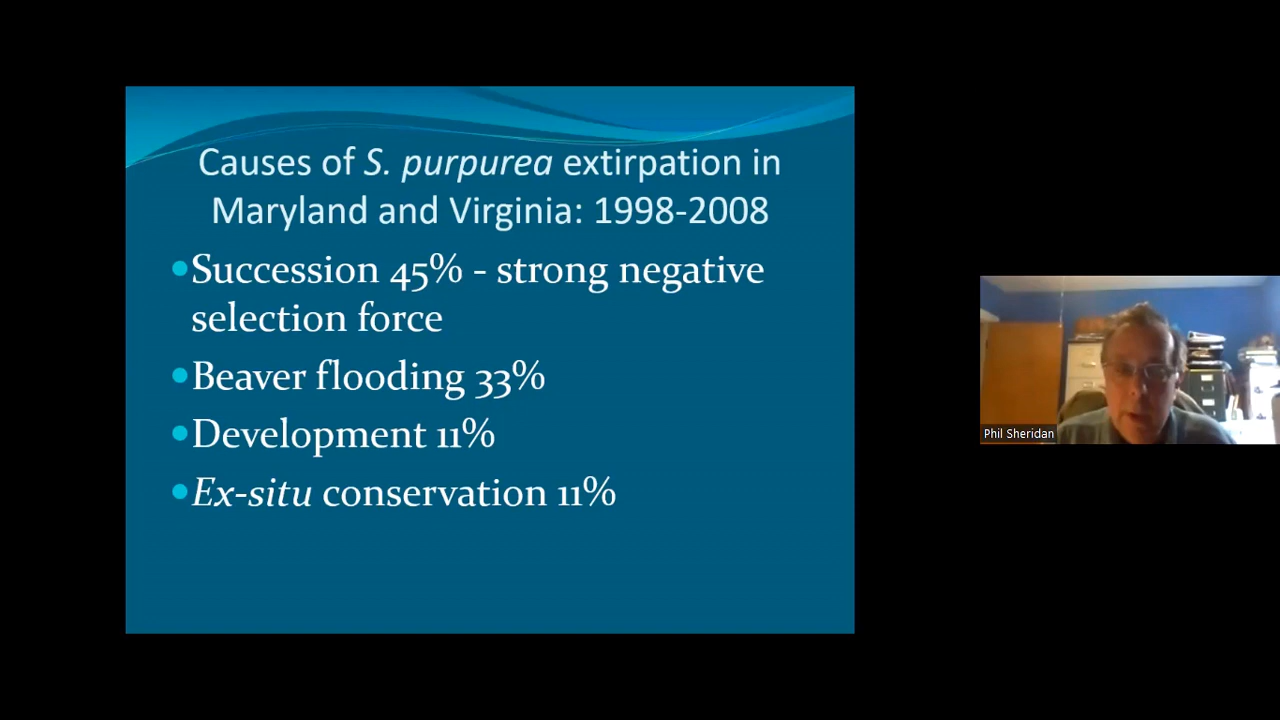 Causes of S. purpurea extirpation in
Maryland and Virginia: 1998-2008
•Succession 45% - strong negative
selection force
•Beaver flooding 33%
•Development 11%
•Ex-situ conservation 11%
Phil Sheridan